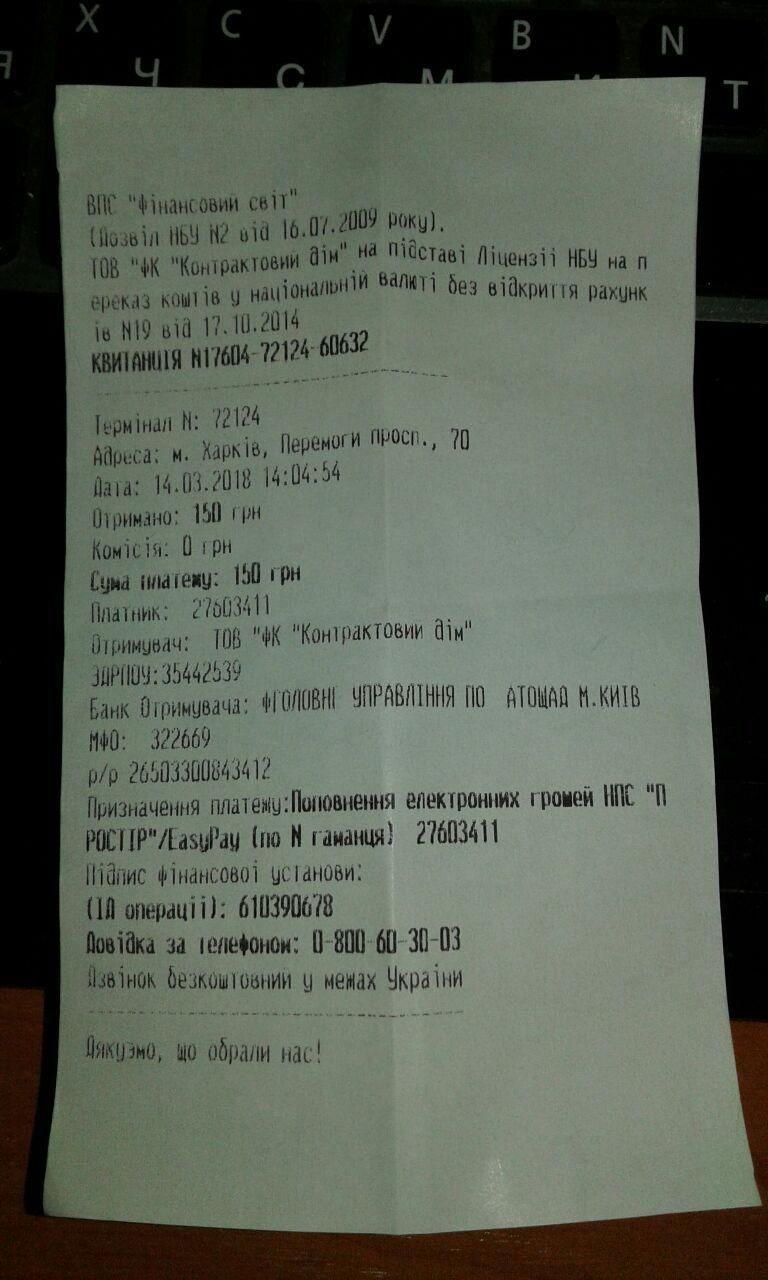 X C V B N
Я Ч С М И Т
ВПС "Фінансовий світ"
(Дозвіл НБУ N2 від 16.07.2009 року).
ТОВ "ФК "Контрактовий дім" на підставі Ліцензії НБУ на п
ереказ коштів у національній валюті без відкриття рахунк
ів N19 від 17.10.2014
КВИТАНЦІЯ N17604-72124-60632
Термінал N: 72124
Адреса: м. Харків, Перемоги просп., 70
Дата: 14.03.2018 14:04:54
Отримано: 150 грн
Комісія: 0 грн
Сума платежу: 150 грн
Платник: 27603411
Отримувач: ТОВ "ФК "Контрактовий дім"
ЭДРПОУ:35442539
Банк Отримувача: ФГОЛОВНЕ УПРАВЛІННЯ ПО АТОЩАД М.КИЇВ
МФО: 322669
р/р 26503300843412
Призначення платежу:Поповнення електронних грошей НПС "П
РОСТІР"/EasyPay (по N гаманця) 27603411
Підпис фінансової установи:
(ІД операції): 610390678
Довідка за телефоном: 0-800-60-30-03
Дзвінок безкоштовний у межах України
Дякуэмо, що обрали нас!